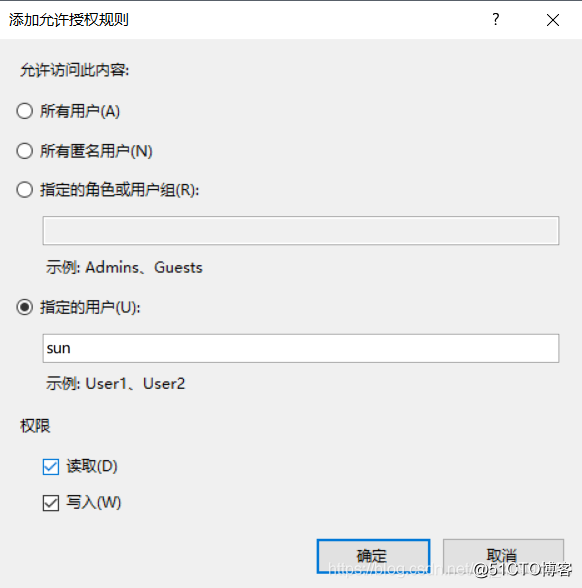 添加允许授权规则
允许访问此内容:
所有用户(A)
所有匿名用户(N)
指定的角色或用户组(R):
示例: Admins、Guests
指定的用户(U):
sun
示例: User1、User2
权限
读取(D)
写入(W)
确定 取消
https://blog.csdn.net/
@51CTO博客